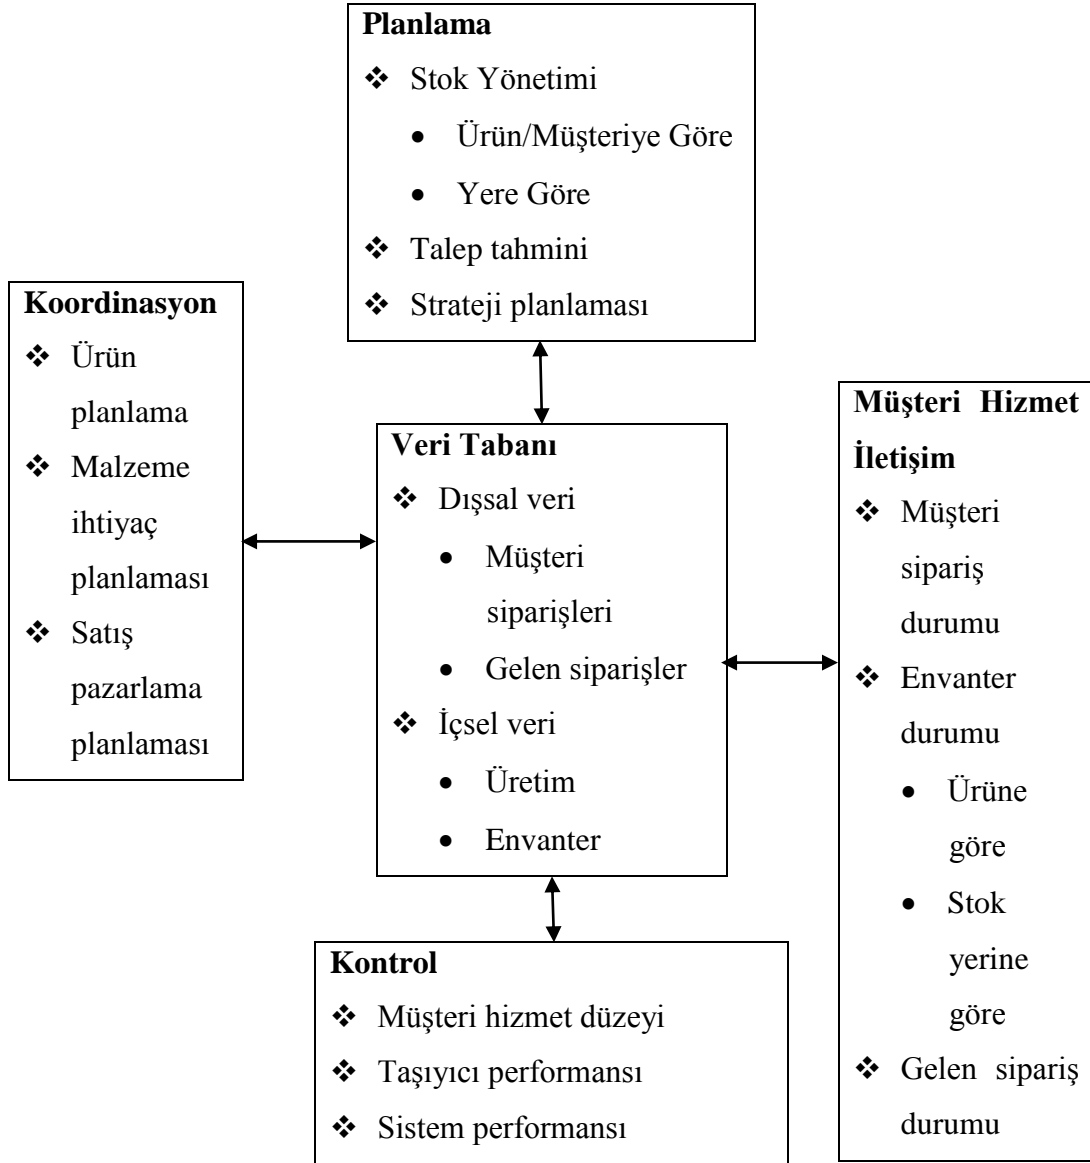 Planlama
❖ Stok Yönetimi
• Ürün/Müşteriye Göre
• Yere Göre
❖ Talep tahmini
❖ Strateji planlaması
Koordinasyon
❖ Ürün
planlama
❖ Malzeme
ihtiyaç
planlaması
❖ Satış
pazarlama
planlaması
Veri Tabanı
❖ Dışsal veri
• Müşteri
siparişleri
• Gelen siparişler
❖ İçsel veri
• Üretim
• Envanter
Müşteri Hizmet
İletişim
❖ Müşteri
sipariş
durumu
❖ Envanter
durumu
• Ürüne
göre
• Stok
yerine
göre
❖ Gelen sipariş
durumu
Kontrol
❖ Müşteri hizmet düzeyi
❖ Taşıyıcı performansı
❖ Sistem performansı